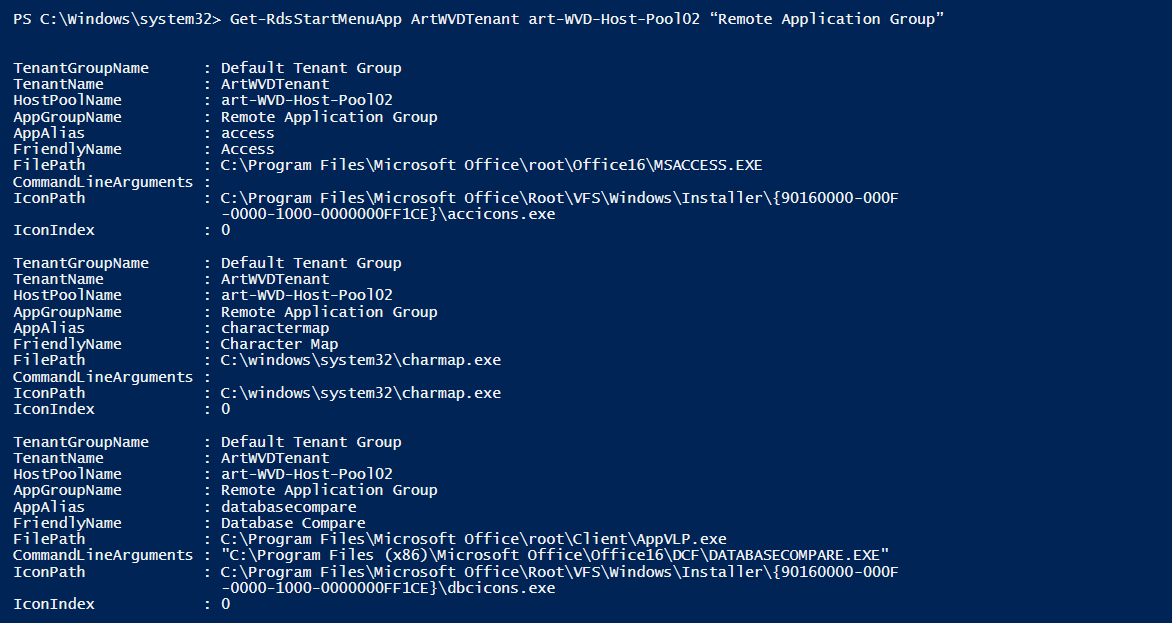 PS C:\Windows\system32> Get-RdsStartMenuApp ArtWVDTenant art-WVD-Host-Pool02 “Remote Application Group”
TenantGroupName : Default Tenant Group
TenantName : ArtWVDTenant
HostPoolName : art-WVD-Host-Pool02
AppGroupName : Remote Application Group
AppAlias : access
FriendlyName : Access
FilePath : C:\Program Files\Microsoft Office\root\Office16\MSACCESS.EXE
CommandLineArguments :
IconPath : C:\Program Files\Microsoft Office\Root\VFS\Windows\Installer\{90160000-000F
-0000-1000-0000000FF1CE}\accicons.exe
IconIndex : 0
TenantGroupName : Default Tenant Group
TenantName : ArtWVDTenant
HostPoolName : art-WVD-Host-Pool02
AppGroupName : Remote Application Group
AppAlias : charactermap
FriendlyName : Character Map
FilePath : C:\windows\system32\charmap.exe
CommandLineArguments :
IconPath : C:\windows\system32\charmap.exe
IconIndex : 0
TenantGroupName : Default Tenant Group
TenantName : ArtWVDTenant
HostPoolName : art-WVD-Host-Pool02
AppGroupName : Remote Application Group
AppAlias : databasecompare
FriendlyName : Database Compare
FilePath : C:\Program Files\Microsoft Office\root\Client\AppVLP.exe
CommandLineArguments : "C:\Program Files (x86)\Microsoft Office\Office16\DCF\DATABASECOMPARE.EXE"
IconPath : C:\Program Files\Microsoft Office\Root\VFS\Windows\Installer\{90160000-000F
-0000-1000-0000000FF1CE}\dbcicons.exe
IconIndex : 0